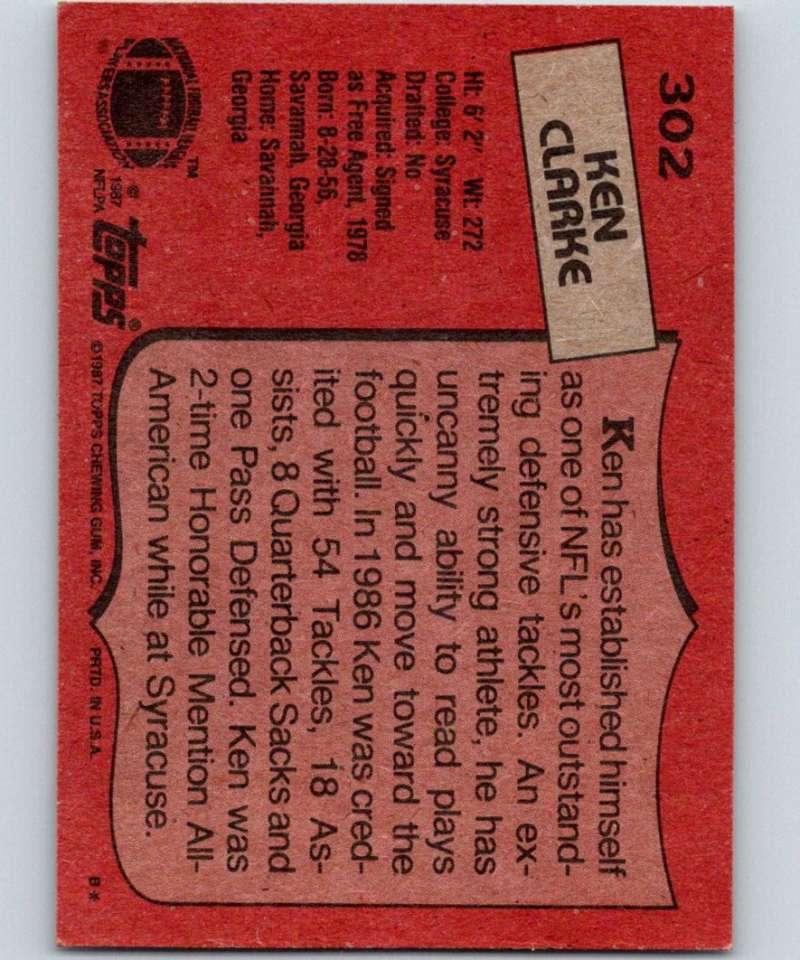 302
KEN
CLARKE
Ht: 6' 2" Wt: 272
College: Syracuse
Drafted: No
Acquired: Signed
as Free Agent, 1978
Born: 8-28-56,
Savannah, Georgia
Home: Savannah,
Georgia
Ken has established himself
as one of NFL's most outstand-
ing defensive tackles. An ex-
tremely strong athlete, he has
uncanny ability to read plays
quickly and move toward the
football. In 1986 Ken was cred-
ited with 54 Tackles, 18 As-
sists, 8 Quarterback Sacks and
one Pass Defensed. Ken was
2-time Honorable Mention All-
American while at Syracuse.
TM
PLAYERS ASSOCIATION
© 1987
NFLPA
topps®
©1987 TOPPS CHEWING GUM, INC. PRTD. IN U.S.A. B*